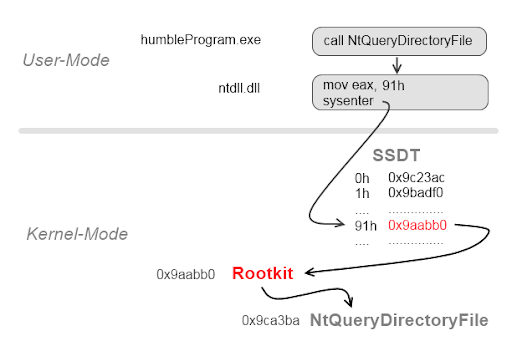 humbleProgram.exe
call NtQueryDirectoryFile
User-Mode
ntdll.dll
mov eax, 91h
sysenter
SSDT
0h 0x9c23ac
1h 0x9badf0
.... ...............
91h 0x9aabb0
.... ...............
Kernel-Mode
0x9aabb0 Rootkit
0x9ca3ba NtQueryDirectoryFile